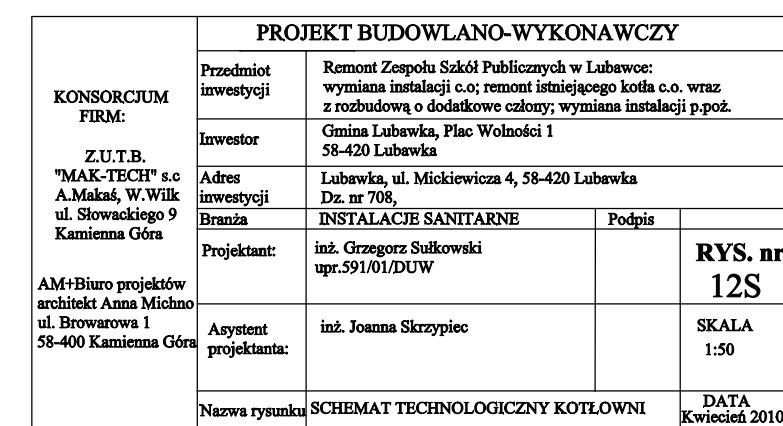 PROJEKT BUDOWLANO-WYKONAWCZY
KONSORCJUM
FIRM:
Z.U.T.B.
"MAK-TECH" s.c
A.Makaś, W.Wilk
ul. Słowackiego 9
Kamienna Góra
AM+Biuro projektów
architekt Anna Michno
ul. Browarowa 1
58-400 Kamienna Góra
Przedmiot
inwestycji
Remont Zespołu Szkół Publicznych w Lubawce:
wymiana instalacji c.o; remont istniejącego kotła c.o. wraz
z rozbudową o dodatkowe człony; wymiana instalacji p.poż.
Inwestor
Gmina Lubawka, Plac Wolności 1
58-420 Lubawka
Adres
inwestycji
Lubawka, ul. Mickiewicza 4, 58-420 Lubawka
Dz. nr 708,
Branża INSTALACJE SANITARNE Podpis
Projektant:
inż. Grzegorz Sułkowski
upr.591/01/DUW
RYS. nr
12S
Asystent
projektanta:
inż. Joanna Skrzypiec
SKALA
1:50
Nazwa rysunku SCHEMAT TECHNOLOGICZNY KOTŁOWNI
DATA
Kwiecień 2010